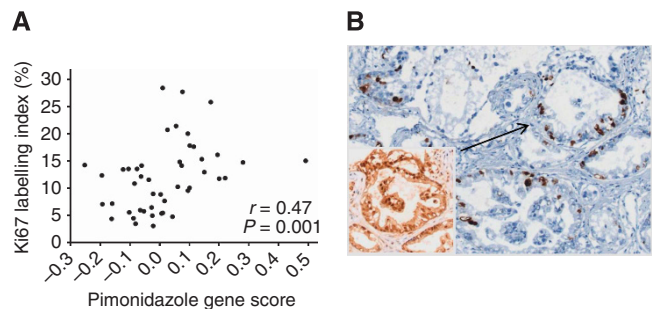 A
B
Ki67 labelling index (%)
30
25
20
15
10
5
0
r = 0.47
P = 0.001
−0.3 −0.2 −0.1 0.0 0.1 0.2 0.3 0.4 0.5
Pimonidazole gene score